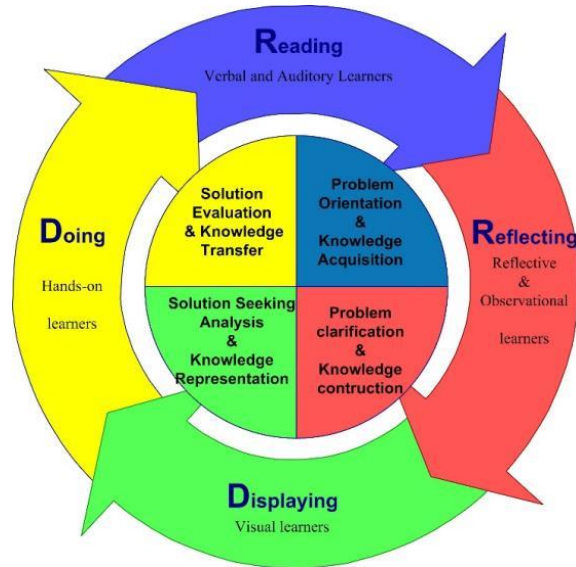 Reading
Verbal and Auditory Learners
Reflecting
Reflective
&
Observational
learners
Displaying
Visual learners
Doing
Hands-on
learners
Solution
Evaluation
& Knowledge
Transfer
Problem
Orientation
&
Knowledge
Acquisition
Solution Seeking
Analysis
&
Knowledge
Representation
Problem
clarification
&
Knowledge
contruction